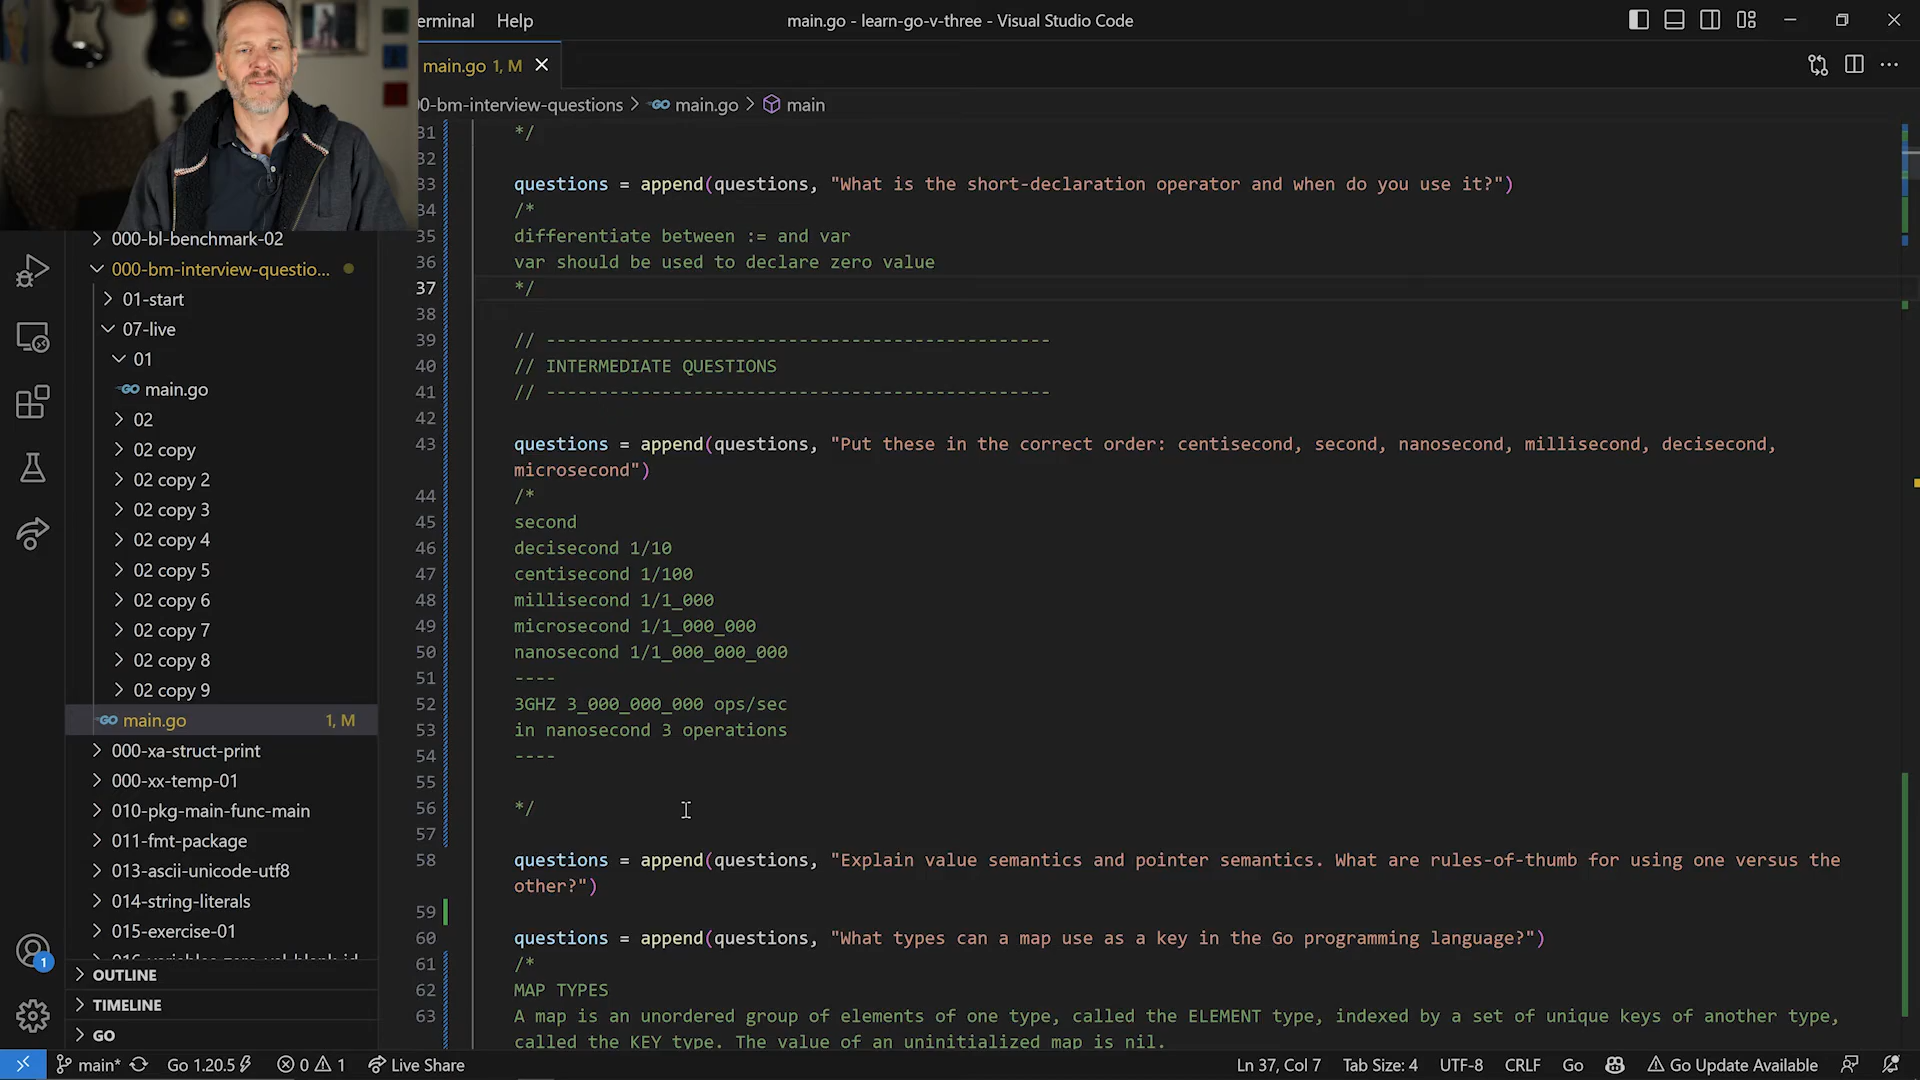 erminal Help main.go - learn-go-v-three - Visual Studio Code
main.go 1, M
0-bm-interview-questions > main.go > main
000-bl-benchmark-02
000-bm-interview-questio...
01-start
07-live
01
main.go
02
02 copy
02 copy 2
02 copy 3
02 copy 4
02 copy 5
02 copy 6
02 copy 7
02 copy 8
02 copy 9
main.go 1, M
000-xa-struct-print
000-xx-temp-01
010-pkg-main-func-main
011-fmt-package
013-ascii-unicode-utf8
014-string-literals
015-exercise-01
OUTLINE
TIMELINE
GO
31 */
32
33 questions = append(questions, "What is the short-declaration operator and when do you use it?")
34 /*
35 differentiate between := and var
36 var should be used to declare zero value
37 */
38
39 // ------------------------------------------------
40 // INTERMEDIATE QUESTIONS
41 // ------------------------------------------------
42
43 questions = append(questions, "Put these in the correct order: centisecond, second, nanosecond, millisecond, decisecond,
microsecond")
44 /*
45 second
46 decisecond 1/10
47 centisecond 1/100
48 millisecond 1/1_000
49 microsecond 1/1_000_000
50 nanosecond 1/1_000_000_000
51 ----
52 3GHZ 3_000_000_000 ops/sec
53 in nanosecond 3 operations
54 ----
55
56 */
57
58 questions = append(questions, "Explain value semantics and pointer semantics. What are rules-of-thumb for using one versus the
other?")
59
60 questions = append(questions, "What types can a map use as a key in the Go programming language?")
61 /*
62 MAP TYPES
63 A map is an unordered group of elements of one type, called the ELEMENT type, indexed by a set of unique keys of another type,
called the KEY type. The value of an uninitialized map is nil.
1
main* Go 1.20.5 0 1 Live Share Ln 37, Col 7 Tab Size: 4 UTF-8 CRLF Go Go Update Available